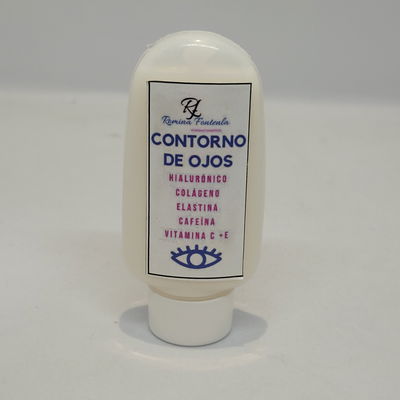 RF
Romina Fontenla
CONTORNO
DE OJOS
HIALURÓNICO
COLÁGENO
ELASTINA
CAFEÍNA
VITAMINA C +E